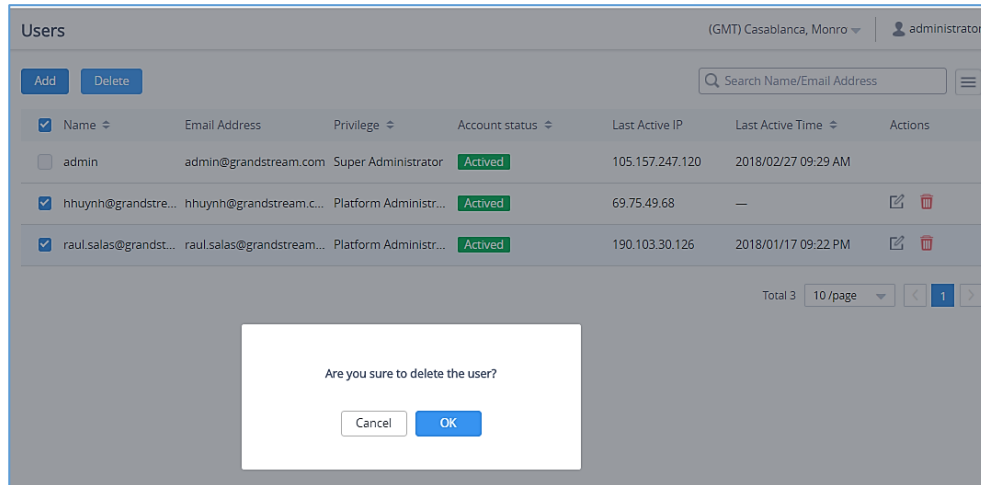 Users (GMT) Casablanca, Monro administrator
Add Delete Search Name/Email Address
Name Email Address Privilege Account status Last Active IP Last Active Time Actions
admin admin@grandstream.com Super Administrator Actived 105.157.247.120 2018/02/27 09:29 AM
hhuynh@grandstre... hhuynh@grandstream.c... Platform Administr... Actived 69.75.49.68 —
raul.salas@grandst... raul.salas@grandstream... Platform Administr... Actived 190.103.30.126 2018/01/17 09:22 PM
Total 3 10 /page < 1 >
Are you sure to delete the user?
Cancel OK